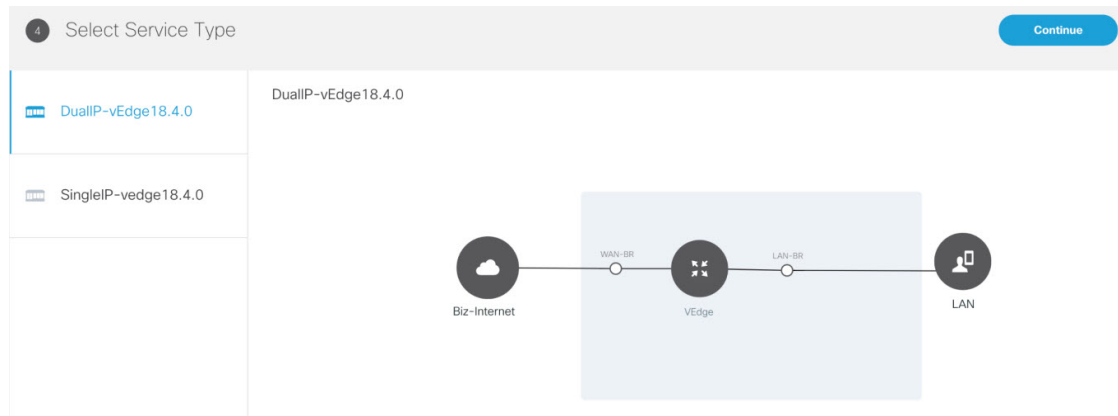 4 Select Service Type
Continue
DualIP-vEdge18.4.0
SingleIP-vedge18.4.0
DualIP-vEdge18.4.0
WAN-BR
LAN-BR
Biz-Internet
VEdge
LAN